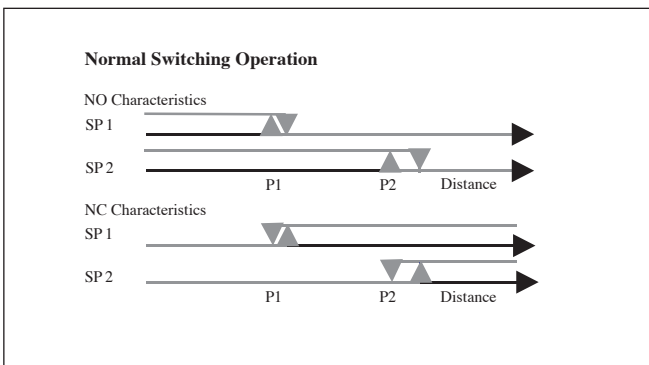 Normal Switching Operation
NO Characteristics
SP 1
SP 2
P1 P2 Distance
NC Characteristics
SP 1
SP 2
P1 P2 Distance